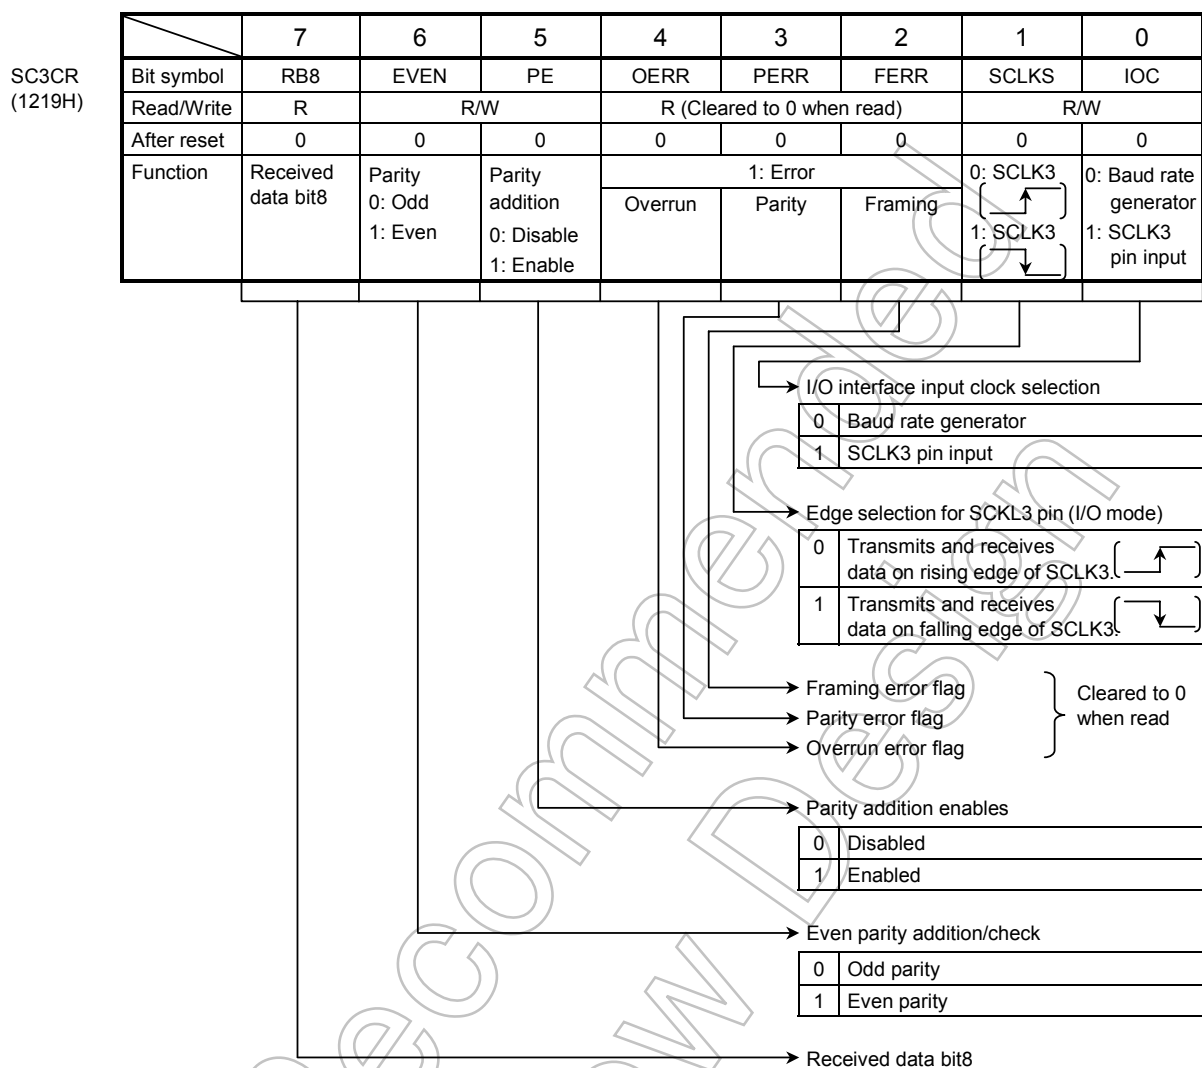 7 6 5 4 3 2 1 0
SC3CR
(1219H)
Bit symbol RB8 EVEN PE OERR PERR FERR SCLKS IOC
Read/Write R R/W R (Cleared to 0 when read) R/W
After reset 0 0 0 0 0 0 0 0
Function
Received
data bit8
Parity
0: Odd
1: Even
Parity
addition
0: Disable
1: Enable
1: Error
Overrun Parity Framing
0: SCLK3
1: SCLK3
0: Baud rate
generator
1: SCLK3
pin input
I/O interface input clock selection
0 Baud rate generator
1 SCLK3 pin input
Edge selection for SCKL3 pin (I/O mode)
0 Transmits and receives
data on rising edge of SCLK3.
1 Transmits and receives
data on falling edge of SCLK3.
Framing error flag
Parity error flag
Overrun error flag
Cleared to 0
when read
Parity addition enables
0 Disabled
1 Enabled
Even parity addition/check
0 Odd parity
1 Even parity
Received data bit8